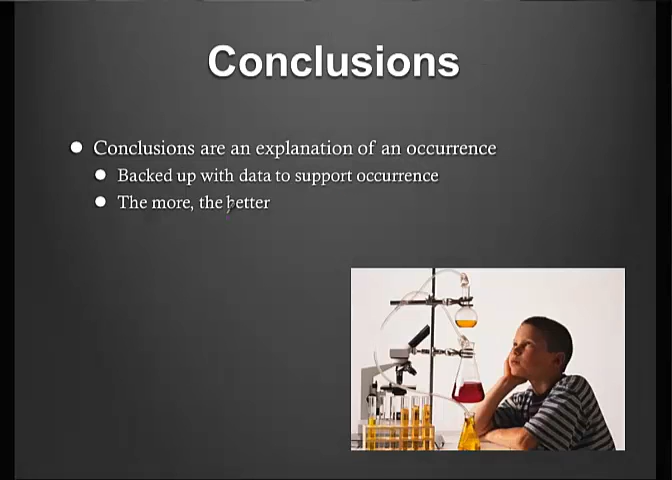 Conclusions
Conclusions are an explanation of an occurrence
Backed up with data to support occurrence
The more, the better